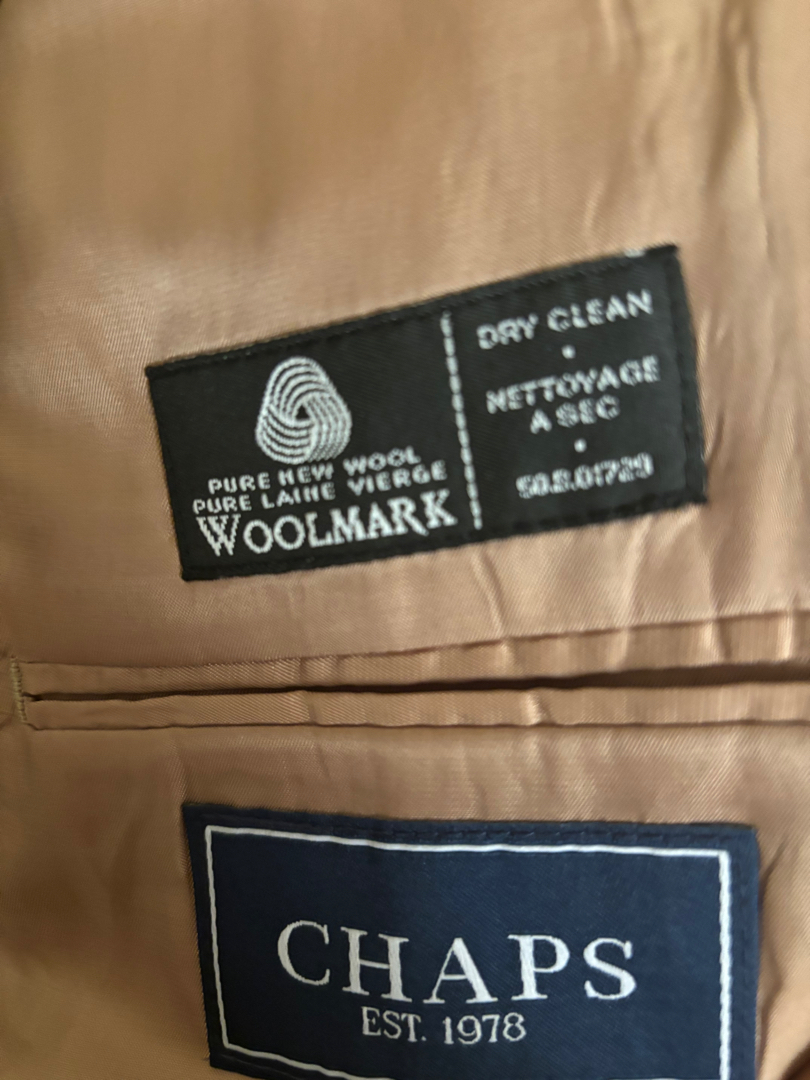 PURE NEW WOOL
PURE LAINE VIERGE
WOOLMARK
DRY CLEAN
•
NETTOYAGE
A SEC
•
CHAPS
EST. 1978